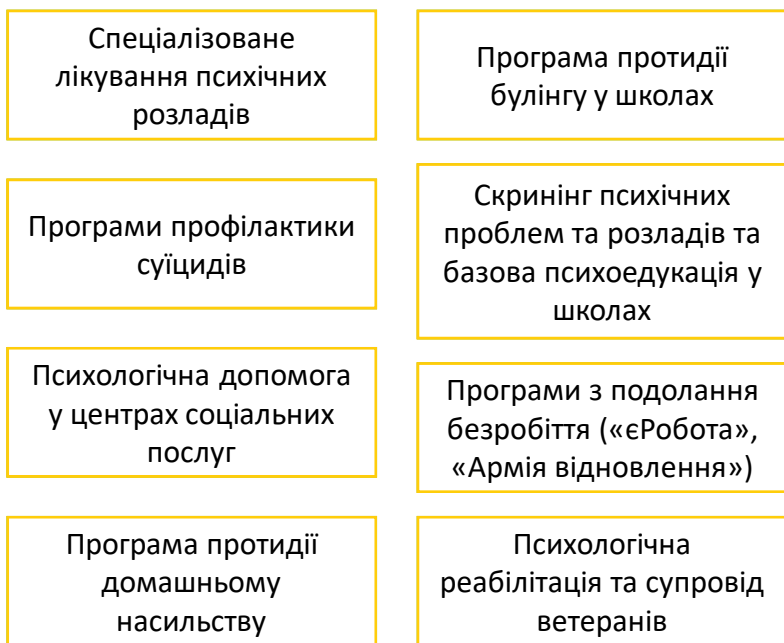 Спеціалізоване
лікування психічних
розладів
Програма протидії
булінгу у школах
Програми профілактики
суїцидів
Скринінг психічних
проблем та розладів та
базова психоедукація у
школах
Психологічна допомога
у центрах соціальних
послуг
Програми з подолання
безробіття («єРобота»,
«Армія відновлення»)
Програма протидії
домашньому
насильству
Психологічна
реабілітація та супровід
ветеранів